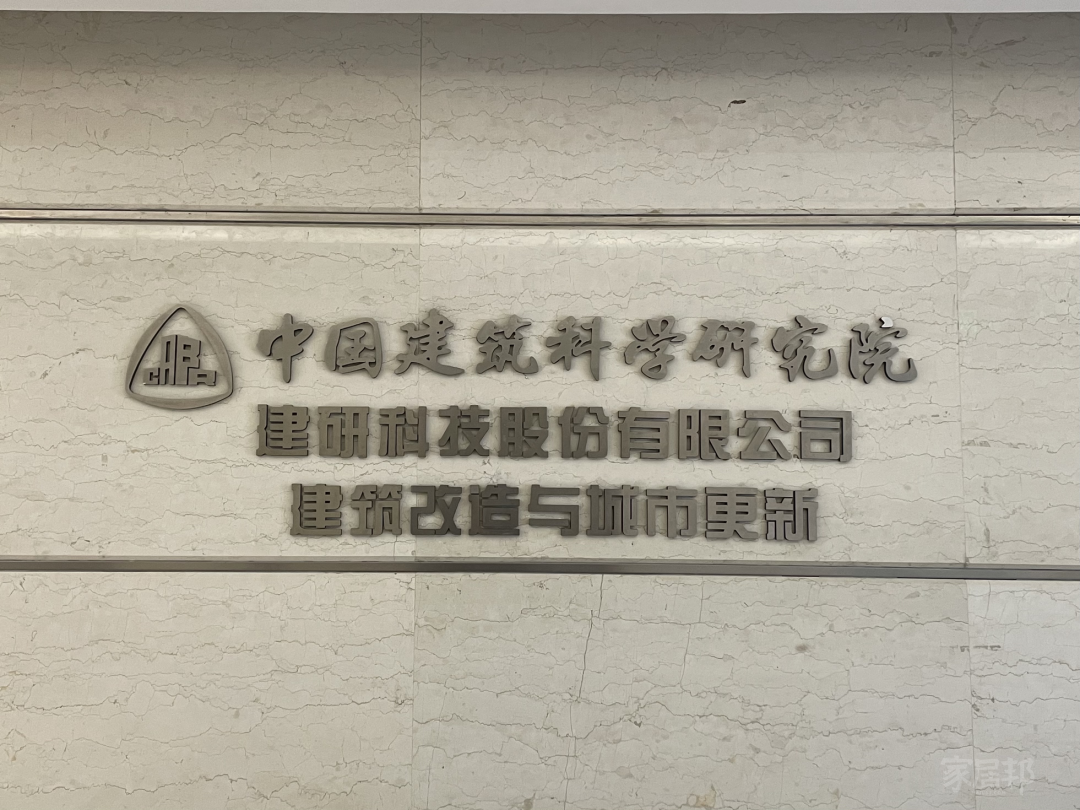 中国建筑科学研究院
建研科技股份有限公司
建筑改造与城市更新
家居邦